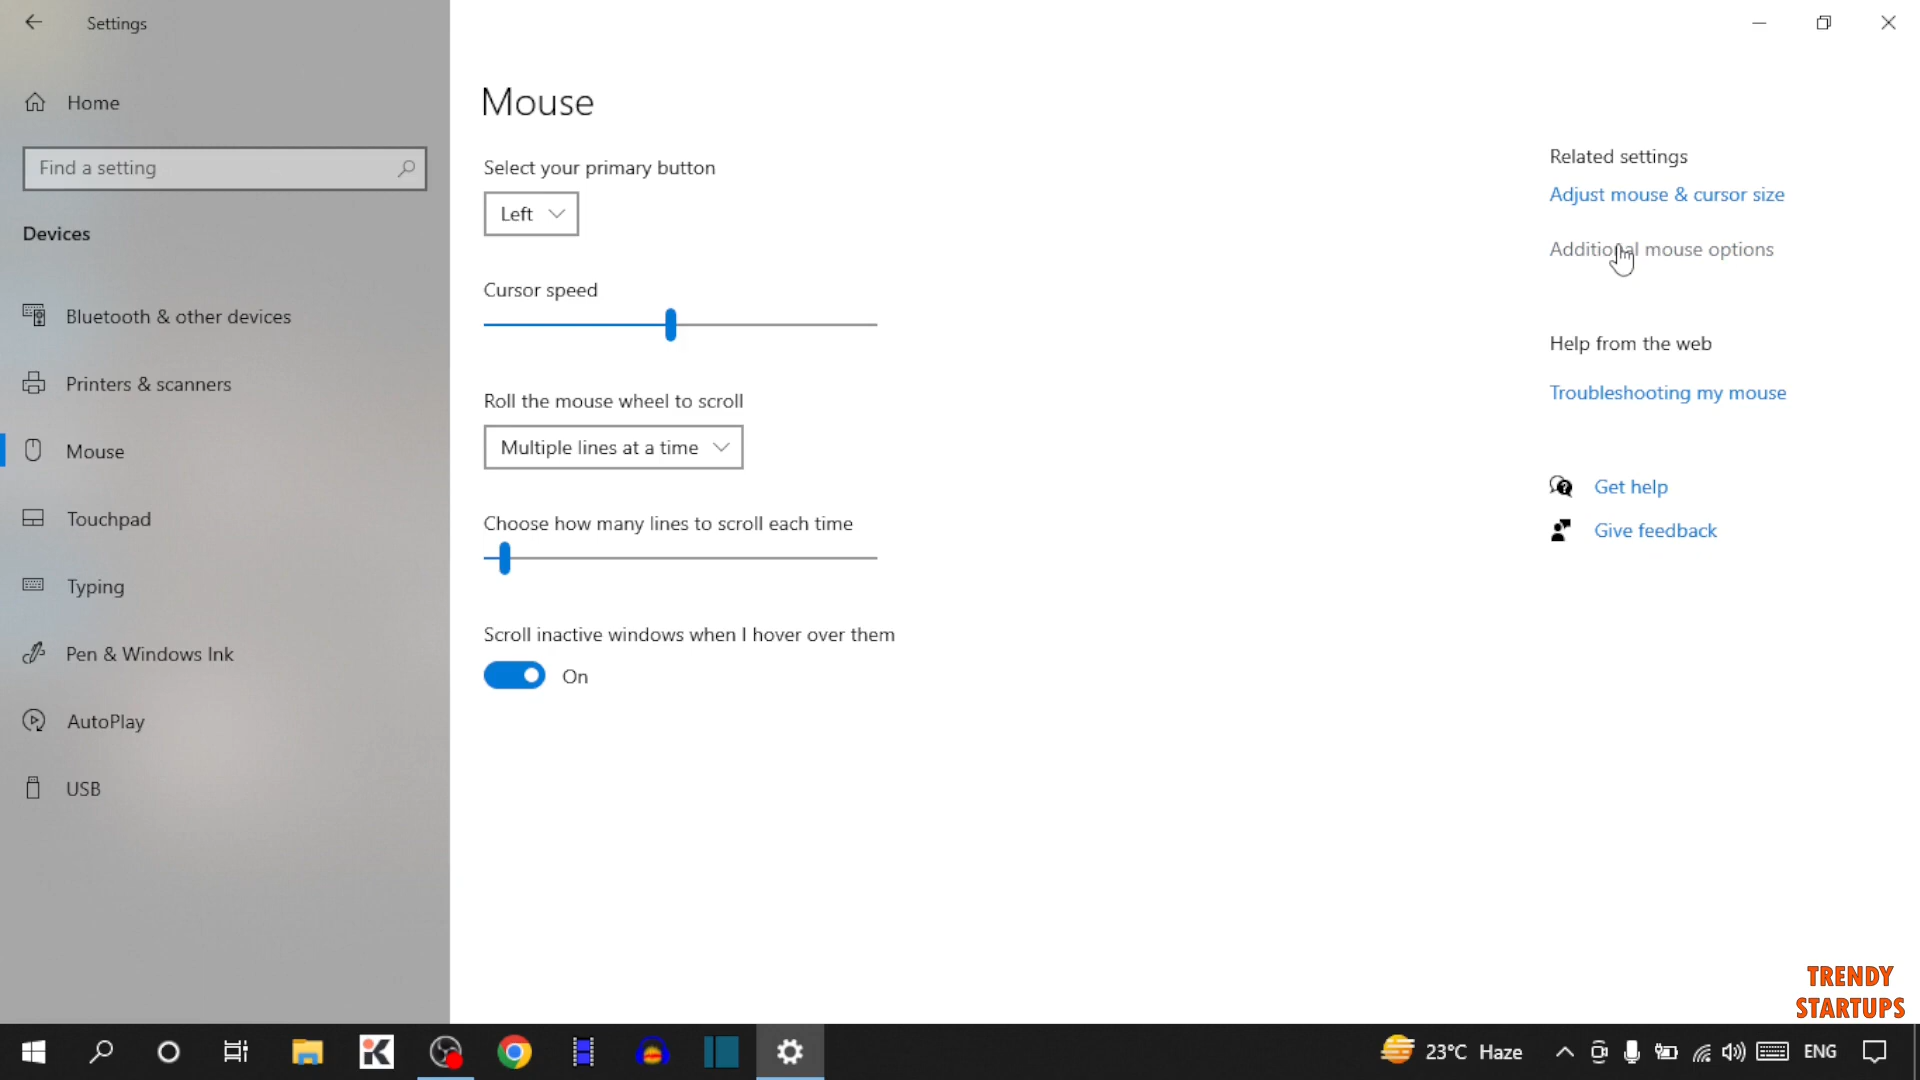 Settings
Home
Find a setting
Devices
Bluetooth & other devices
Printers & scanners
Mouse
Touchpad
Typing
Pen & Windows Ink
AutoPlay
USB
Mouse
Select your primary button
Left
Cursor speed
Roll the mouse wheel to scroll
Multiple lines at a time
Choose how many lines to scroll each time
Scroll inactive windows when I hover over them
On
Related settings
Adjust mouse & cursor size
Additional mouse options
Help from the web
Troubleshooting my mouse
Get help
Give feedback
TRENDY
STARTUPS
23°C Haze
ENG